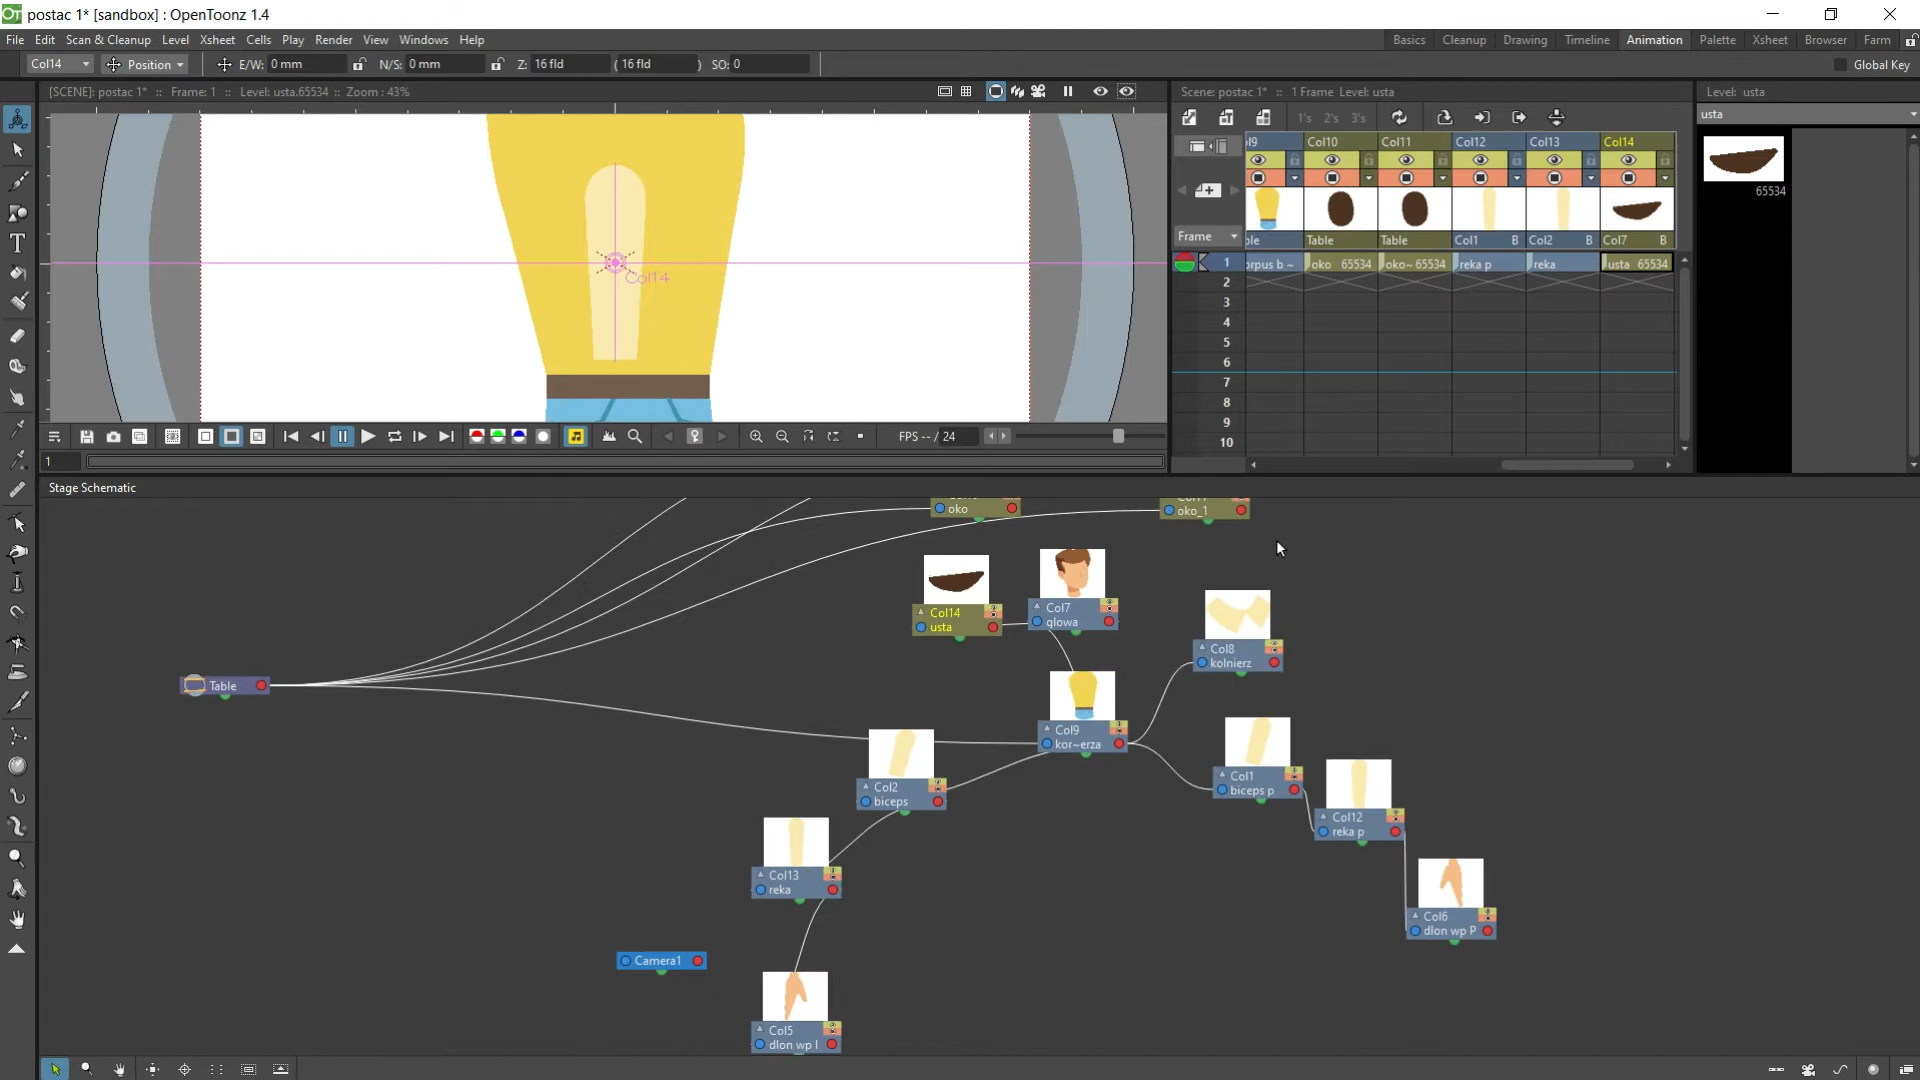 postac 1* [sandbox] : OpenToonz 1.4
File Edit Scan & Cleanup Level Xsheet Cells Play Render View Windows Help
Basics Cleanup Drawing Timeline Animation Palette Xsheet Browser Farm
Col14 Position E/W: 0 mm N/S: 0 mm Z: 16 fld ( 16 fld ) SO: 0 Global Key
[SCENE]: postac 1* :: Frame: 1 :: Level: usta.65534 :: Zoom : 43%
Scene: postac 1* :: 1 Frame Level: usta
Level: usta
usta
1's 2's 3's
l9 Col10 Col11 Col12 Col13 Col14
65534
Frame
ole Table Table Col1 B Col2 B Col7 B
1 orpus b ~ oko 65534 oko~ 65534 reka p reka usta 65534
2
3
4
5
6
7
8
9
10
Col14
FPS -- / 24
1
Stage Schematic
oko
oko_1
Col14
usta
Col7
glowa
Col8
kolnierz
Table
Col9
kor~erza
Col2
biceps
Col1
biceps p
Col12
reka p
Col13
reka
Col6
dlon wp P
Camera1
Col5
dlon wp l